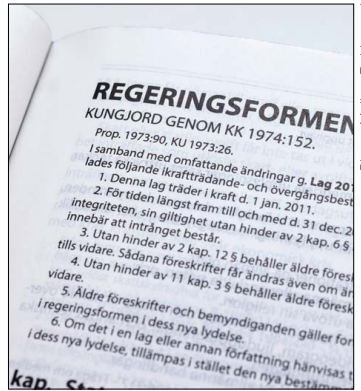 REGERINGSFORMEN
KUNGJORD GENOM KK 1974:152.
Prop. 1973:90, KU 1973:26.
I samband med omfattande ändringar g. Lag 201
lades följande ikraftträdande- och övergångsbest
1. Denna lag träder i kraft d. 1 jan. 2011.
2. För tiden längst fram till och med d. 31 dec. 2
integriteten, sin giltighet utan hinder av 2 kap. 6 §
innebär att intrånget består.
3. Utan hinder av 2 kap. 12 § behåller äldre föres
tills vidare. Sådana föreskrifter får ändras även om är
4. Utan hinder av 11 kap. 3 § behåller äldre föresk
vidare.
5. Äldre föreskrifter och bemyndiganden gäller for
i regeringsformen i dess nya lydelse.
6. Om det i en lag eller annan författning hänvisas t
i dess nya lydelse, tillämpas i stället den nya bestämm
kap.